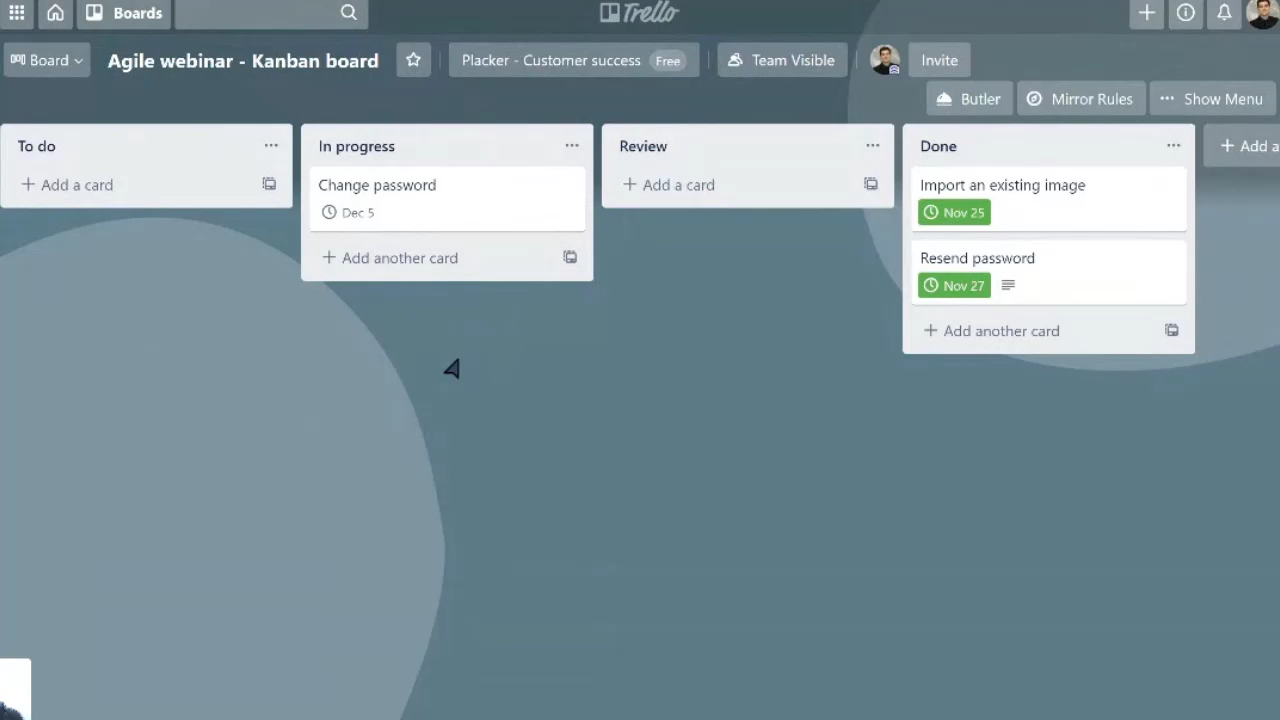 Boards
Trello
Board
Agile webinar - Kanban board
Placker - Customer success Free
Team Visible
Invite
Butler
Mirror Rules
Show Menu
To do
Add a card
In progress
Change password
Dec 5
Add another card
Review
Add a card
Done
Import an existing image
Nov 25
Resend password
Nov 27
Add another card
Add a